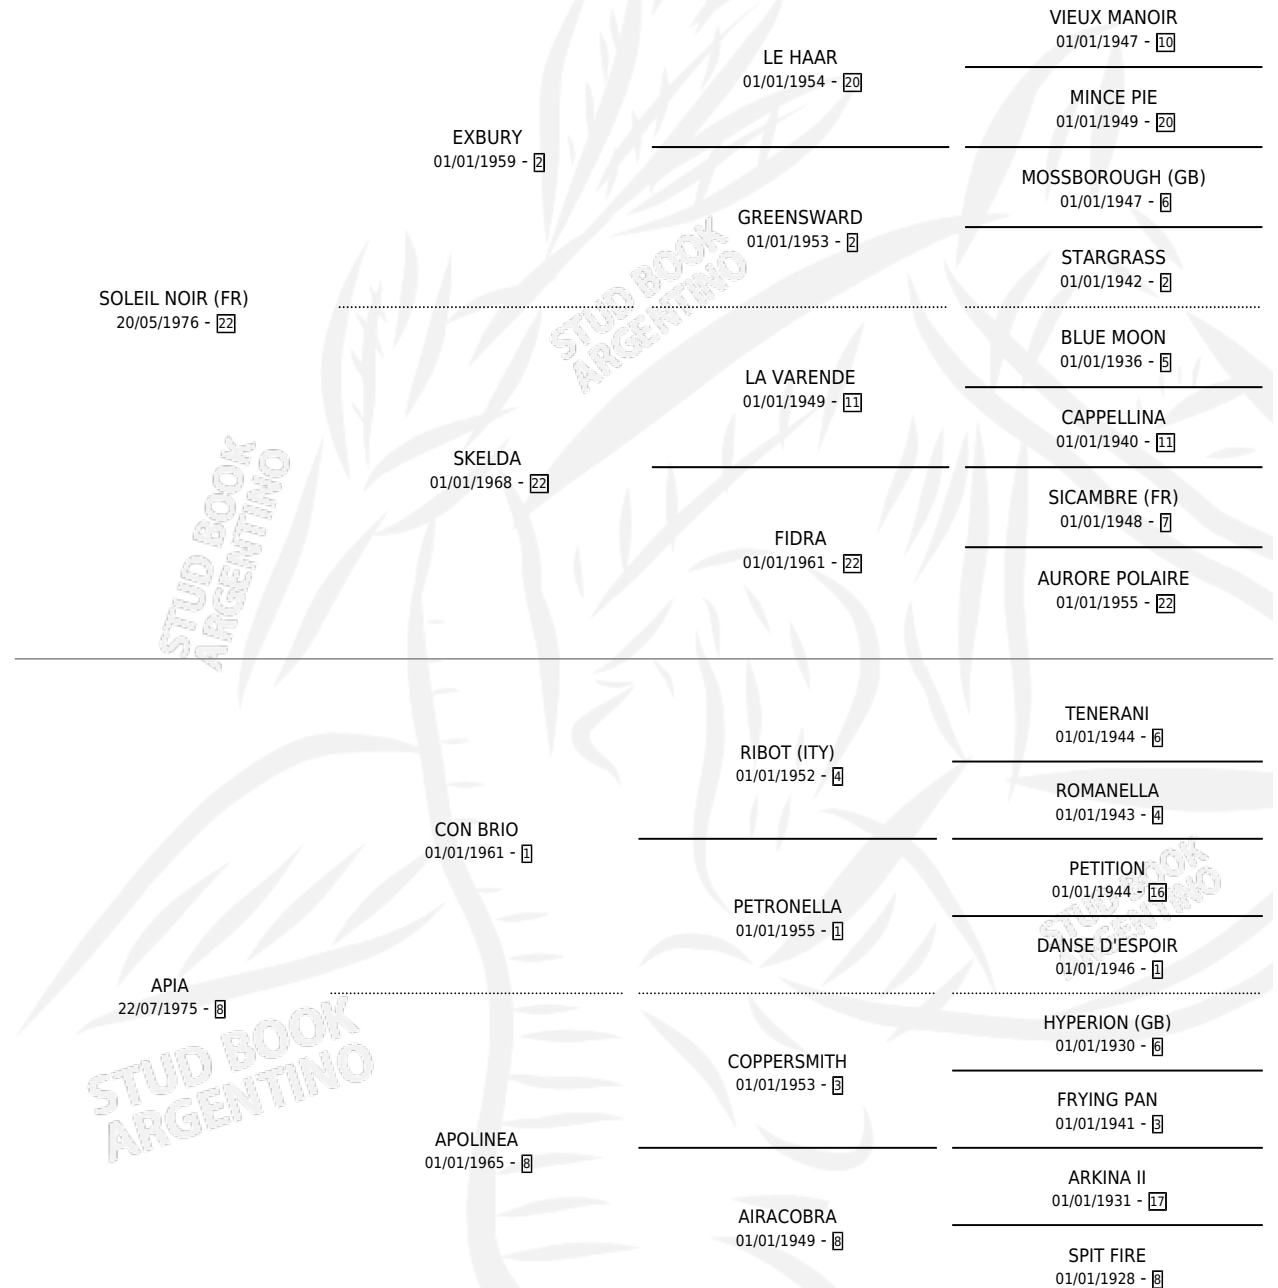 VIEUX MANOIR
01/01/1947 - 10
LE HAAR
01/01/1954 - 20
MINCE PIE
01/01/1949 - 20
EXBURY
01/01/1959 - 2
MOSSBOROUGH (GB)
01/01/1947 - 6
GREENSWARD
01/01/1953 - 2
STARGRASS
01/01/1942 - 2
SOLEIL NOIR (FR)
20/05/1976 - 22
STUD BOOK
ARGENTINO
BLUE MOON
01/01/1936 - 5
LA VARENDE
01/01/1949 - 11
CAPPELLINA
01/01/1940 - 11
SKELDA
01/01/1968 - 22
SICAMBRE (FR)
01/01/1948 - 7
FIDRA
01/01/1961 - 22
AURORE POLAIRE
01/01/1955 - 22
STUD BOOK
ARGENTINO
TENERANI
01/01/1944 - 6
RIBOT (ITY)
01/01/1952 - 4
ROMANELLA
01/01/1943 - 4
CON BRIO
01/01/1961 - 1
PETITION
01/01/1944 - 16
PETRONELLA
01/01/1955 - 1
DANSE D'ESPOIR
01/01/1946 - 1
STUD BOOK
ARGENTINO
APIA
22/07/1975 - 8
STUD BOOK
ARGENTINO
HYPERION (GB)
01/01/1930 - 6
COPPERSMITH
01/01/1953 - 3
FRYING PAN
01/01/1941 - 3
APOLINEA
01/01/1965 - 8
ARKINA II
01/01/1931 - 17
AIRACOBRA
01/01/1949 - 8
SPIT FIRE
01/01/1928 - 8